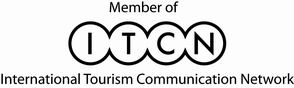 Member of
ITCN
International Tourism Communication Network